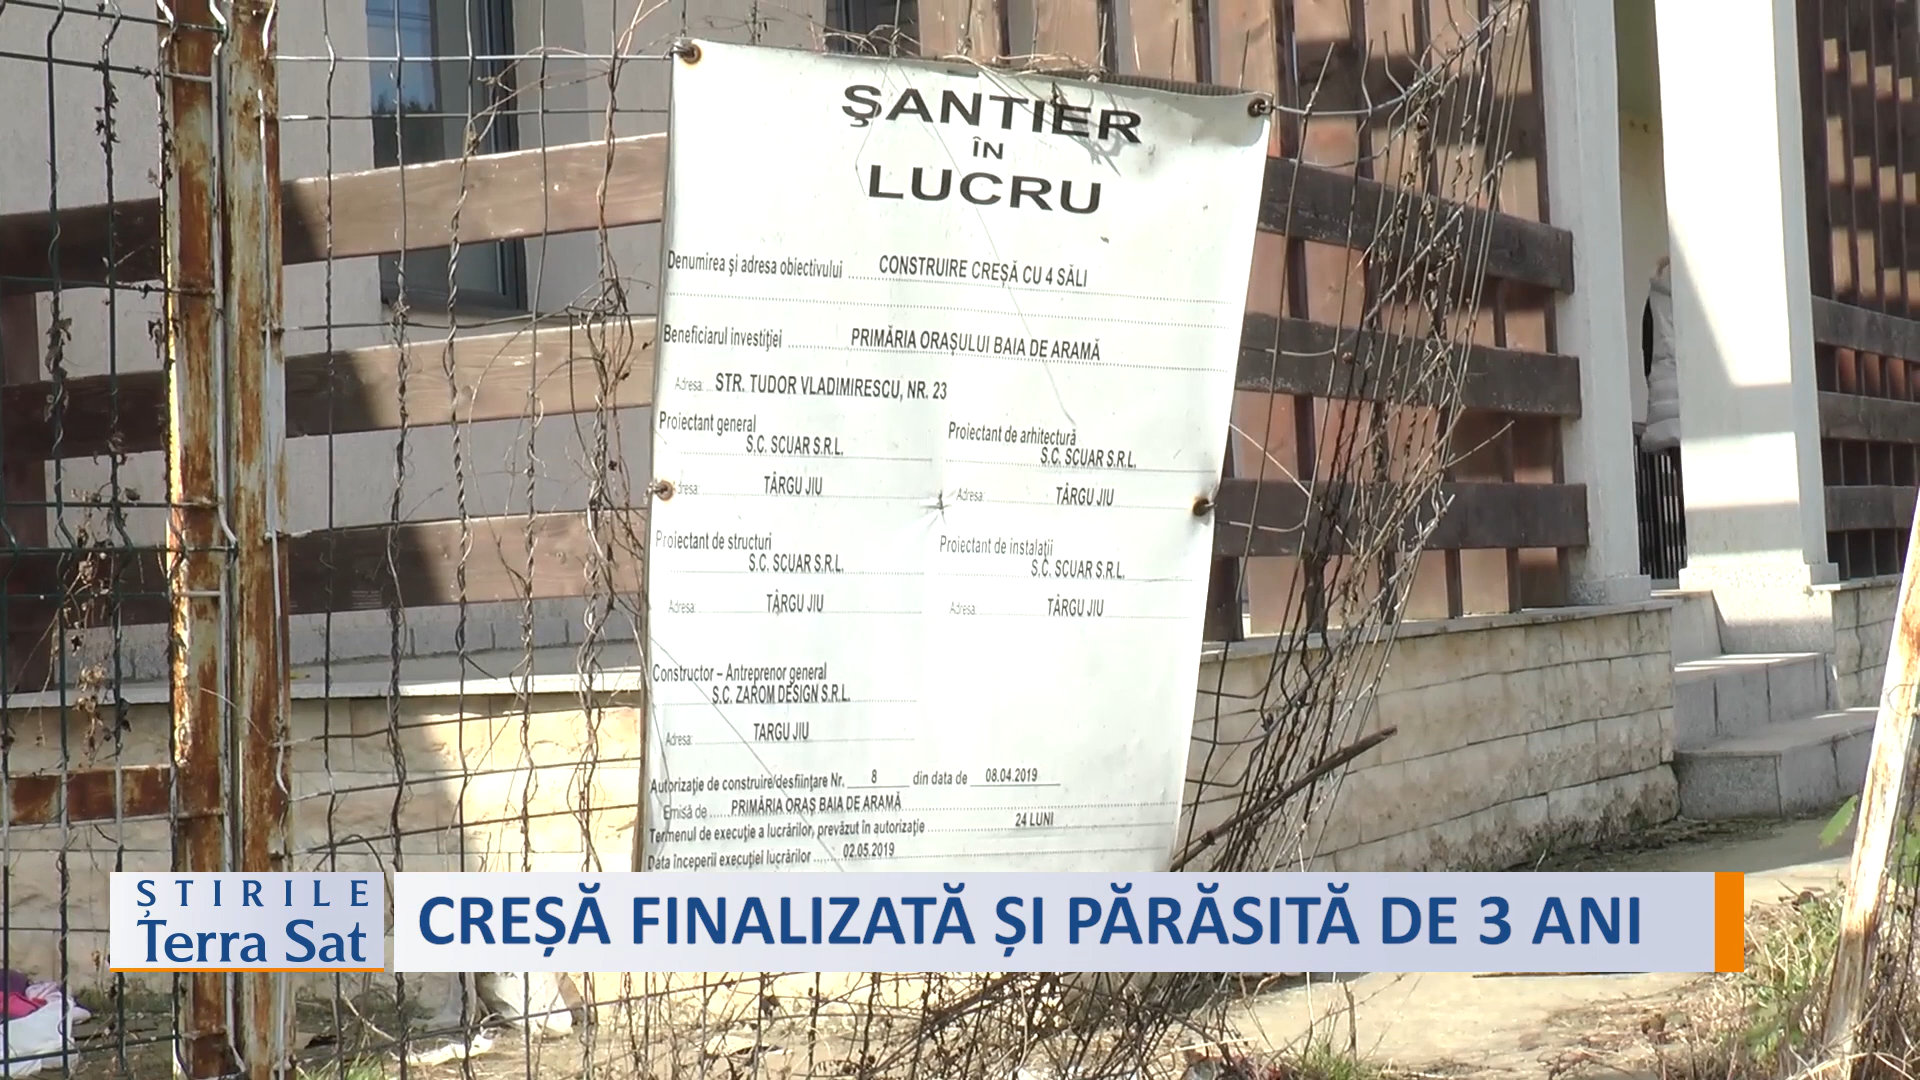 ŞANTIER
ÎN
LUCRU
Denumirea şi adresa obiectivului ...... CONSTRUIRE CREŞĂ CU 4 SĂLI
Beneficiarul investiţiei ........ PRIMĂRIA ORAŞULUI BAIA DE ARAMĂ
Adresa: ... STR. TUDOR VLADIMIRESCU, NR. 23
Proiectant general
S.C. SCUAR S.R.L.
Adresa: TÂRGU JIU
Proiectant de arhitectură
S.C. SCUAR S.R.L.
Adresa: TÂRGU JIU
Proiectant de structuri
S.C. SCUAR S.R.L.
Adresa: TÂRGU JIU
Proiectant de instalaţii
S.C. SCUAR S.R.L.
Adresa: TÂRGU JIU
Constructor – Antreprenor general
S.C. ZAROM DESIGN S.R.L.
Adresa: TARGU JIU
Autorizaţie de construire/desfiinţare Nr. 8 din data de 08.04.2019
Emisă de ..... PRIMĂRIA ORAŞ BAIA DE ARAMĂ
Termenul de execuţie a lucrărilor, prevăzut în autorizaţie ..... 24 LUNI
Data începerii execuţiei lucrărilor ...... 02.05.2019
ȘTIRILE
Terra Sat
CREȘĂ FINALIZATĂ ȘI PĂRĂSITĂ DE 3 ANI